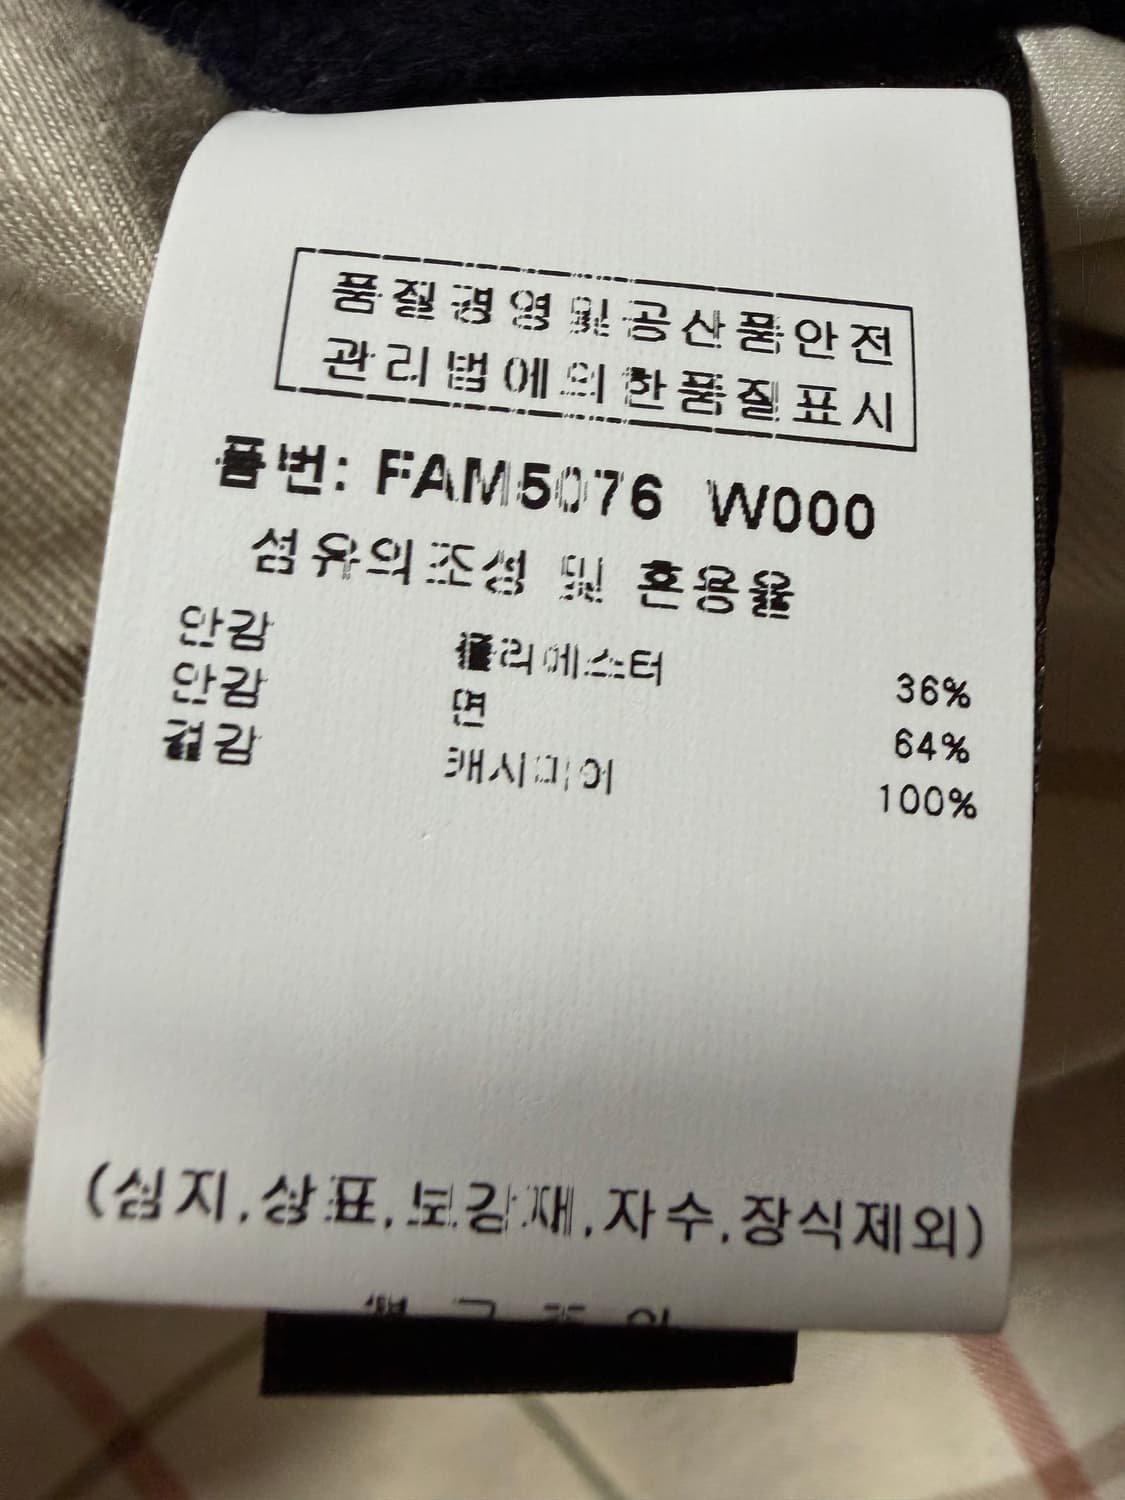 품질경영및공산품안전
관리법에의한품질표시
품번: FAM5076 W000
섬유의조성 및 혼용율
안감 폴리에스터 36%
안감 면 64%
겉감 캐시미어 100%
(심지,상표,보강재,자수,장식제외)